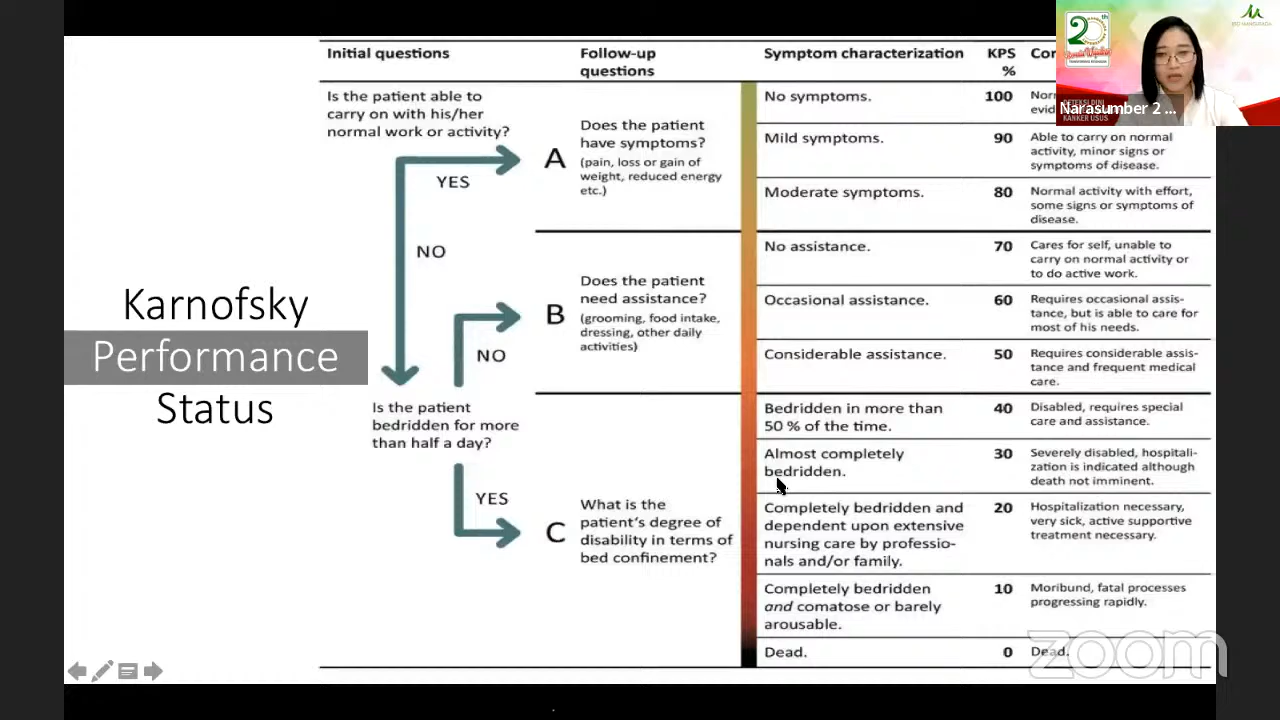 Karnofsky
Performance
Status
Initial questions
Follow-up
questions
Symptom characterization
KPS
%
Is the patient able to
carry on with his/her
normal work or activity?
YES
NO
Is the patient
bedridden for more
than half a day?
NO
YES
A
Does the patient
have symptoms?
(pain, loss or gain of
weight, reduced energy
etc.)
B
Does the patient
need assistance?
(grooming, food intake,
dressing, other daily
activities)
C
What is the
patient's degree of
disability in terms of
bed confinement?
No symptoms.
100
Mild symptoms.
90
Able to carry on normal
activity, minor signs or
symptoms of disease.
Moderate symptoms.
80
Normal activity with effort,
some signs or symptoms of
disease.
No assistance.
70
Cares for self, unable to
carry on normal activity or
to do active work.
Occasional assistance.
60
Requires occasional assis-
tance, but is able to care for
most of his needs.
Considerable assistance.
50
Requires considerable assis-
tance and frequent medical
care.
Bedridden in more than
50 % of the time.
40
Disabled, requires special
care and assistance.
Almost completely
bedridden.
30
Severely disabled, hospitali-
zation is indicated although
death not imminent.
Completely bedridden and
dependent upon extensive
nursing care by professio-
nals and/or family.
20
Hospitalization necessary,
very sick, active supportive
treatment necessary.
Completely bedridden
and comatose or barely
arousable.
10
Moribund, fatal processes
progressing rapidly.
Dead.
0
Dead.
20th
DETEKSI DINI
KANKER USUS
Narasumber 2 ...
zoom